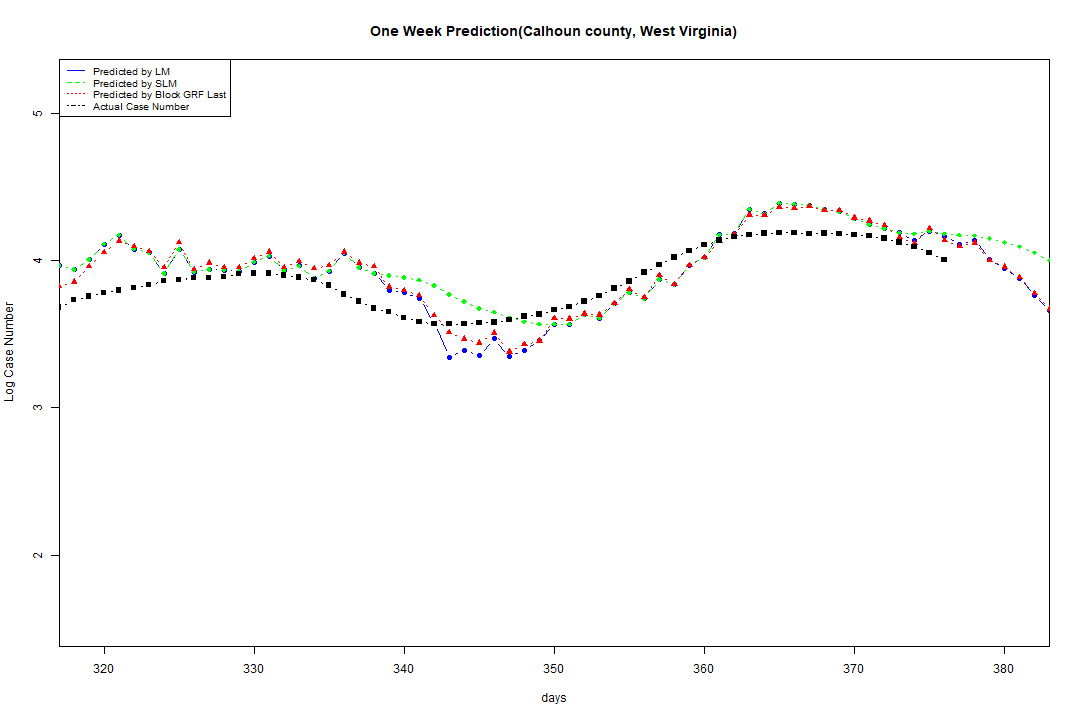 One Week Prediction(Calhoun county, West Virginia)
Predicted by LM
Predicted by SLM
Predicted by Block GRF Last
Actual Case Number
5
4
3
2
Log Case Number
320 330 340 350 360 370 380
days